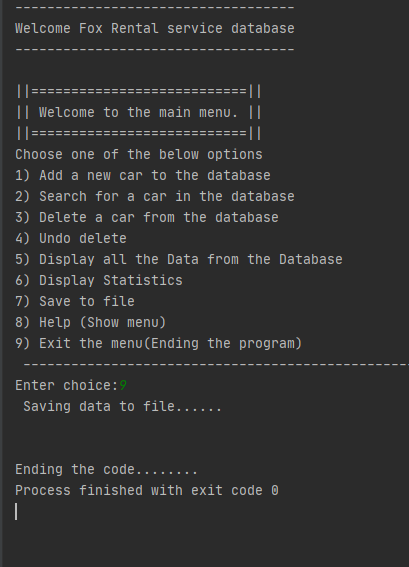 -----------------------------------
Welcome Fox Rental service database
-----------------------------------
||===========================||
|| Welcome to the main menu. ||
||===========================||
Choose one of the below options
1) Add a new car to the database
2) Search for a car in the database
3) Delete a car from the database
4) Undo delete
5) Display all the Data from the Database
6) Display Statistics
7) Save to file
8) Help (Show menu)
9) Exit the menu(Ending the program)
-------------------------------------------------
Enter choice:9
Saving data to file......
Ending the code........
Process finished with exit code 0